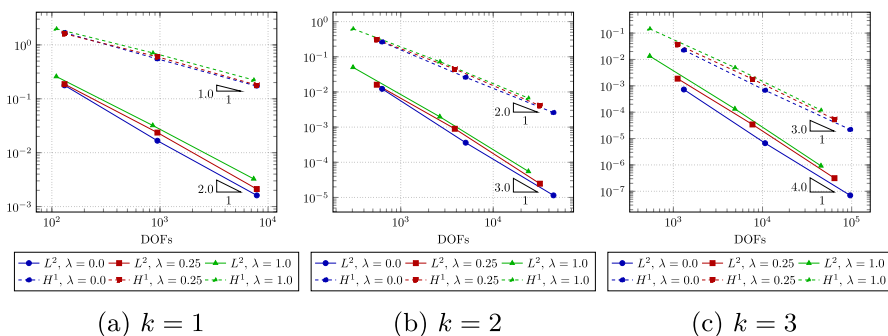 10^0
10^{-1}
10^{-2}
10^{-3}
10^2
10^3
10^4
1.0
1
2.0
1
DOFs
L^2, λ = 0.0
L^2, λ = 0.25
L^2, λ = 1.0
H^1, λ = 0.0
H^1, λ = 0.25
H^1, λ = 1.0
(a) k = 1
10^0
10^{-1}
10^{-2}
10^{-3}
10^{-4}
10^{-5}
10^3
10^4
2.0
1
3.0
1
DOFs
L^2, λ = 0.0
L^2, λ = 0.25
L^2, λ = 1.0
H^1, λ = 0.0
H^1, λ = 0.25
H^1, λ = 1.0
(b) k = 2
10^{-1}
10^{-2}
10^{-3}
10^{-4}
10^{-5}
10^{-6}
10^{-7}
10^3
10^4
10^5
3.0
1
4.0
1
DOFs
L^2, λ = 0.0
L^2, λ = 0.25
L^2, λ = 1.0
H^1, λ = 0.0
H^1, λ = 0.25
H^1, λ = 1.0
(c) k = 3